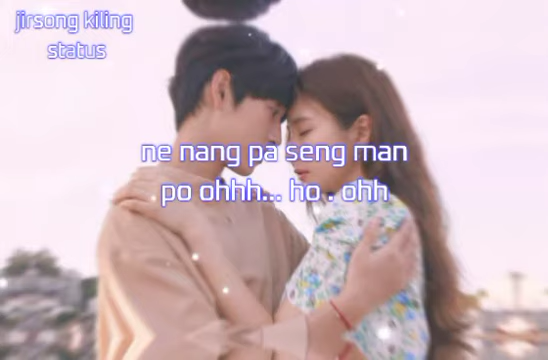 jirsong kiling
status
ne nang pa seng man
po ohhh... ho . ohh